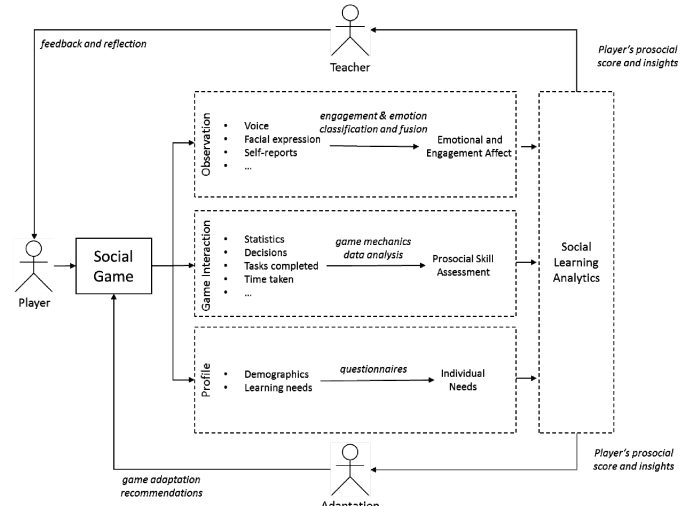 feedback and reflection
Teacher
Player's prosocial
score and insights
Observation
• Voice
• Facial expression
• Self-reports
• ...
engagement & emotion
classification and fusion
Emotional and
Engagement Affect
Player
Social
Game
Game Interaction
• Statistics
• Decisions
• Tasks completed
• Time taken
• ...
game mechanics
data analysis
Prosocial Skill
Assessment
Social
Learning
Analytics
Profile
• Demographics
• Learning needs
questionnaires
Individual
Needs
Player's prosocial
score and insights
game adaptation
recommendations
Adaptation